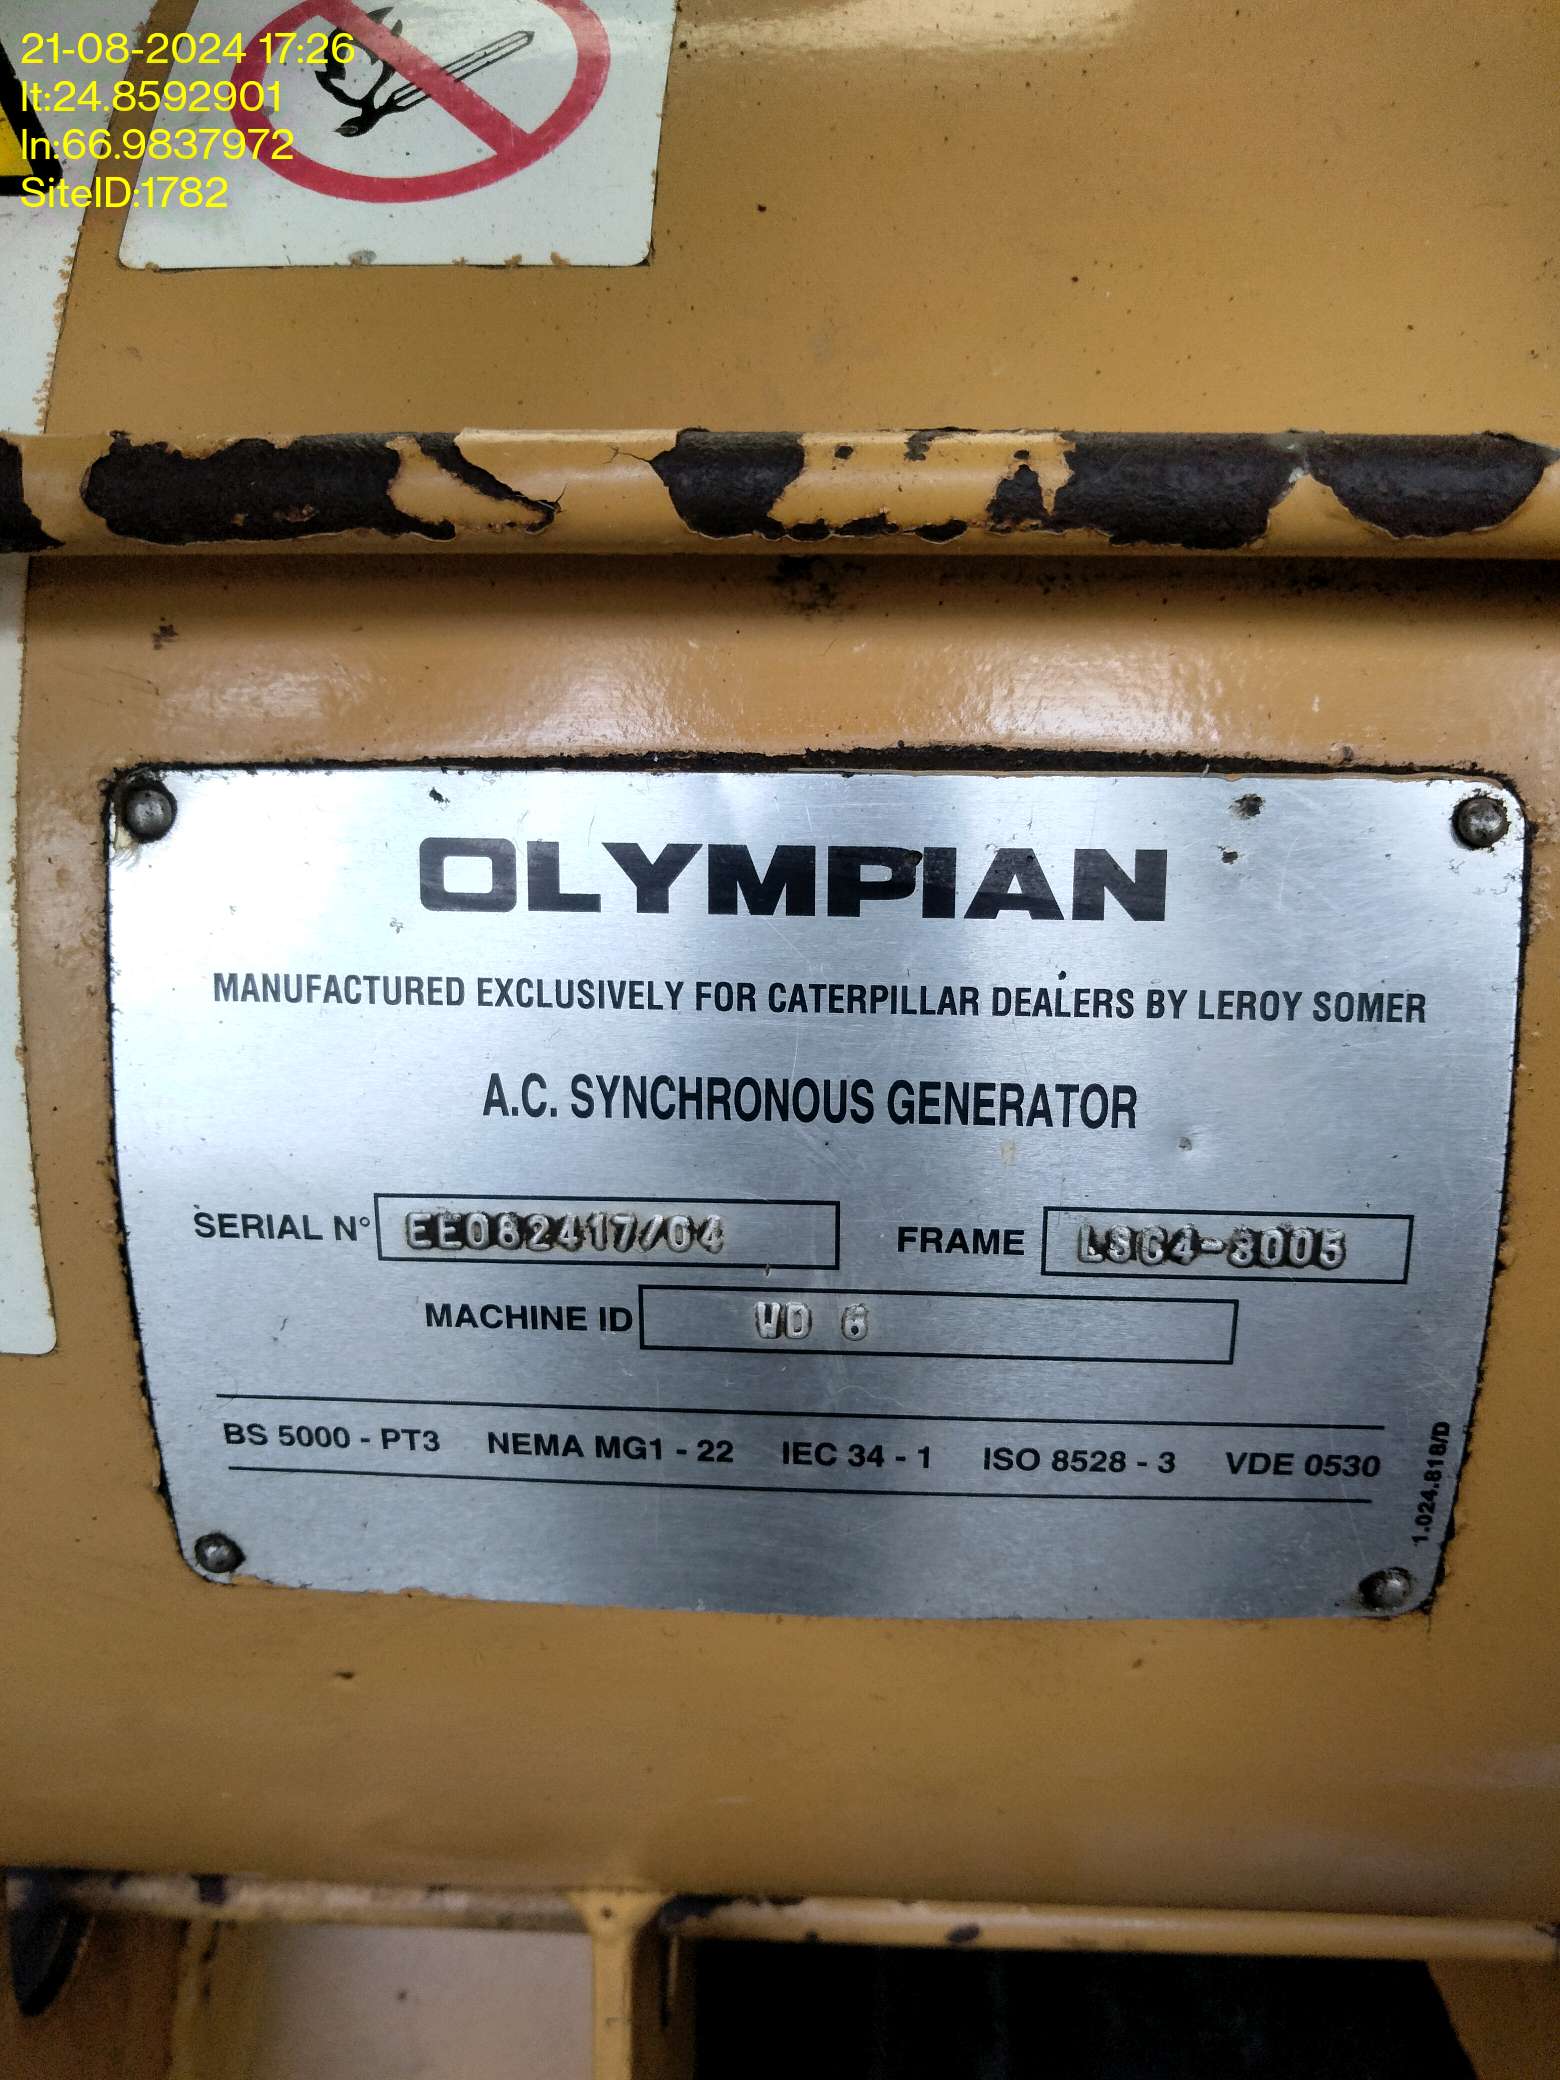 21-08-2024 17:26
lt:24.8592901
ln:66.9837972
SiteID:1782
OLYMPIAN
MANUFACTURED EXCLUSIVELY FOR CATERPILLAR DEALERS BY LEROY SOMER
A.C. SYNCHRONOUS GENERATOR
SERIAL N° EE082417/04 FRAME LSG4-3005
MACHINE ID WD 6
BS 5000 - PT3 NEMA MG1 - 22 IEC 34 - 1 ISO 8528 - 3 VDE 0530
1.024.818/D